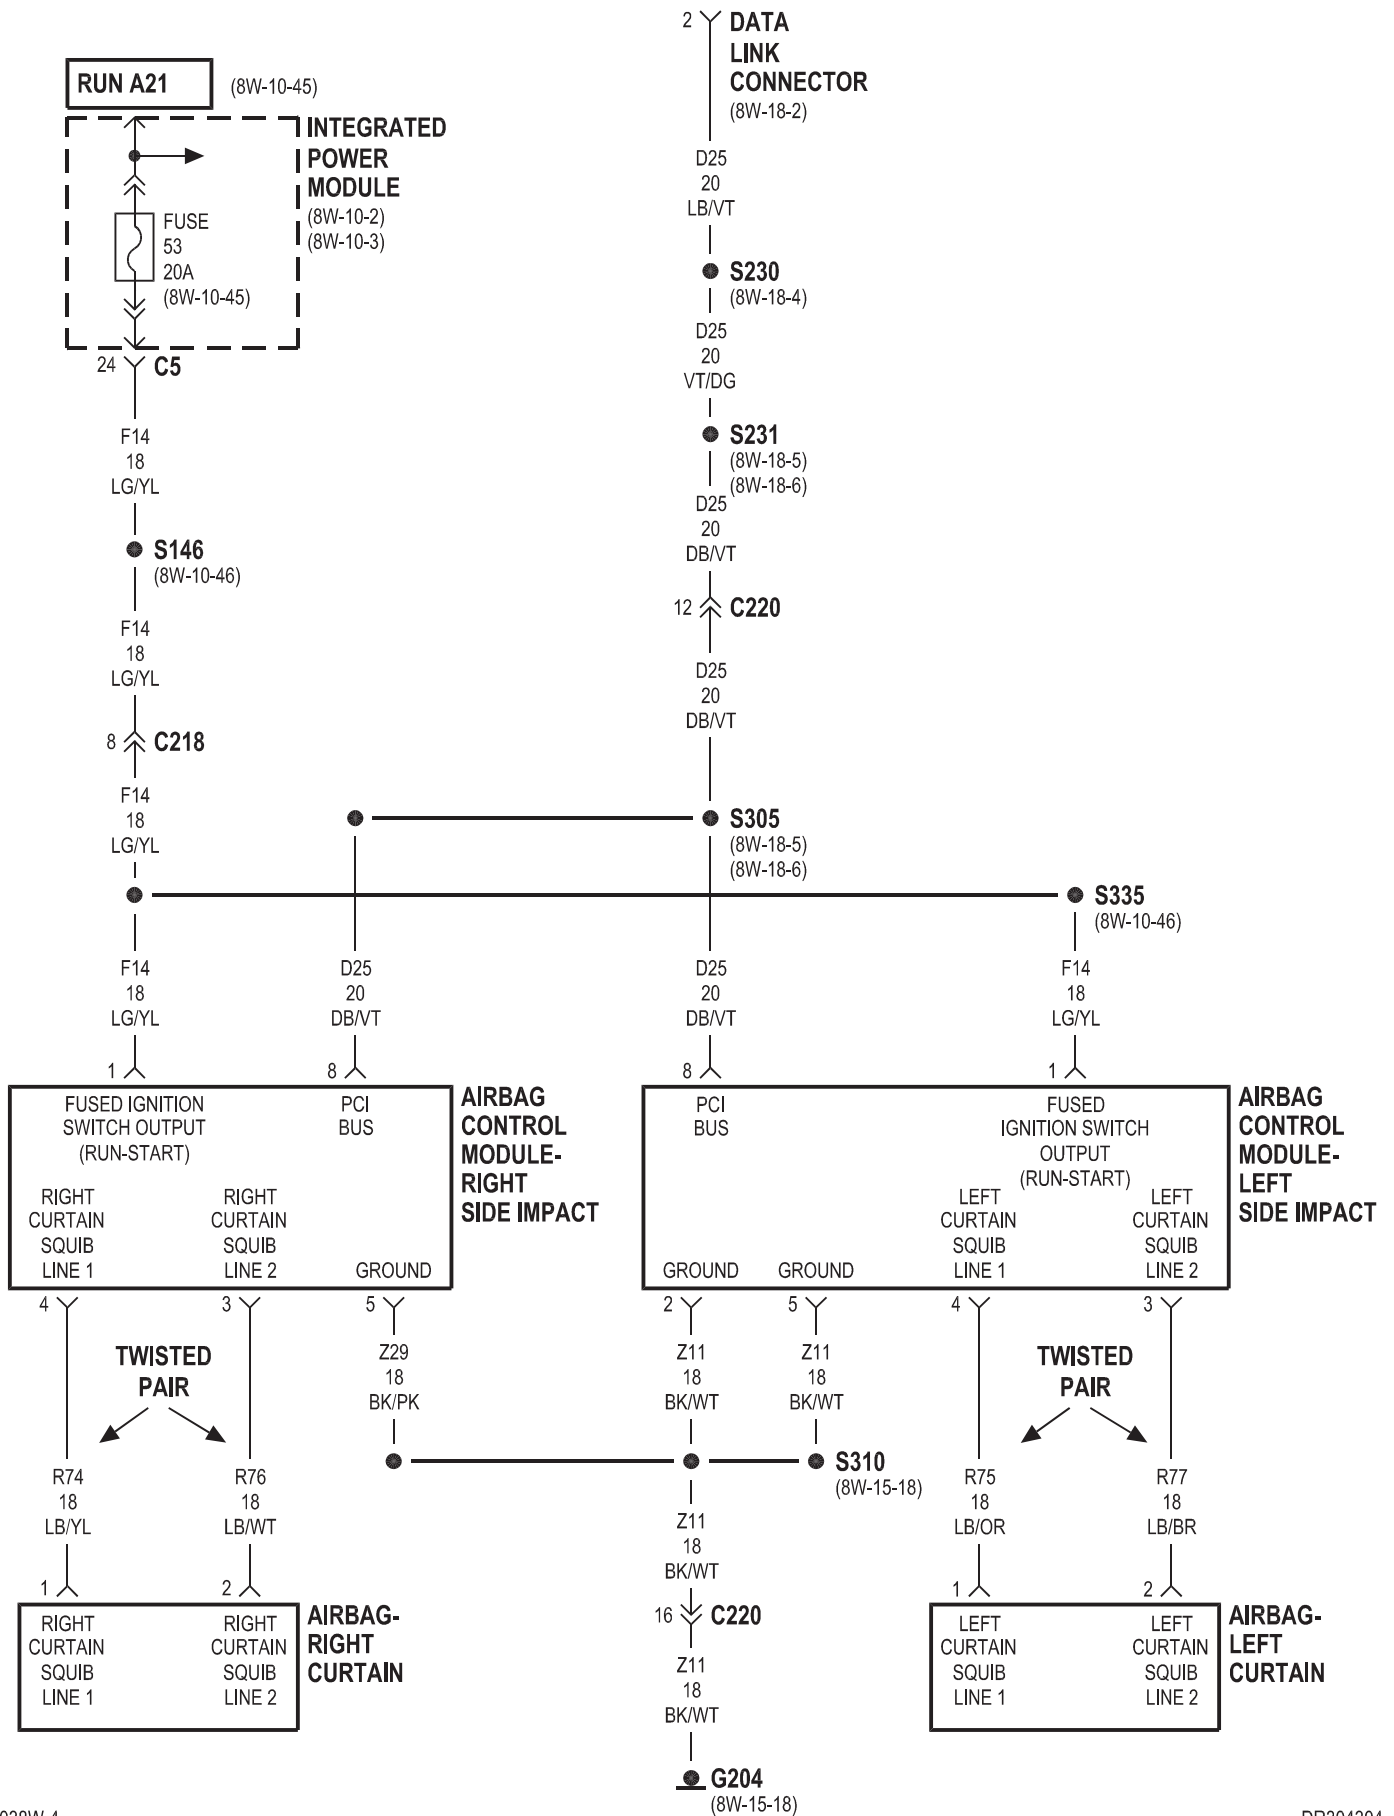 2 DATA
LINK
CONNECTOR
(8W-18-2)
RUN A21 (8W-10-45)
INTEGRATED
POWER
MODULE
(8W-10-2)
(8W-10-3)
FUSE
53
20A
(8W-10-45)
24 C5
F14
18
LG/YL
S146
(8W-10-46)
F14
18
LG/YL
8 C218
F14
18
LG/YL
D25
20
LB/VT
S230
(8W-18-4)
D25
20
VT/DG
S231
(8W-18-5)
(8W-18-6)
D25
20
DB/VT
12 C220
D25
20
DB/VT
S305
(8W-18-5)
(8W-18-6)
S335
(8W-10-46)
F14
18
LG/YL
D25
20
DB/VT
D25
20
DB/VT
F14
18
LG/YL
1
8
8
1
FUSED IGNITION
SWITCH OUTPUT
(RUN-START)
PCI
BUS
RIGHT
CURTAIN
SQUIB
LINE 1
RIGHT
CURTAIN
SQUIB
LINE 2
GROUND
AIRBAG
CONTROL
MODULE-
RIGHT
SIDE IMPACT
PCI
BUS
FUSED
IGNITION SWITCH
OUTPUT
(RUN-START)
GROUND
GROUND
LEFT
CURTAIN
SQUIB
LINE 1
LEFT
CURTAIN
SQUIB
LINE 2
AIRBAG
CONTROL
MODULE-
LEFT
SIDE IMPACT
4
3
5
2
5
4
3
TWISTED
PAIR
Z29
18
BK/PK
Z11
18
BK/WT
Z11
18
BK/WT
TWISTED
PAIR
S310
(8W-15-18)
R74
18
LB/YL
R76
18
LB/WT
Z11
18
BK/WT
R75
18
LB/OR
R77
18
LB/BR
1
2
16 C220
1
2
RIGHT
CURTAIN
SQUIB
LINE 1
RIGHT
CURTAIN
SQUIB
LINE 2
AIRBAG-
RIGHT
CURTAIN
Z11
18
BK/WT
LEFT
CURTAIN
SQUIB
LINE 1
LEFT
CURTAIN
SQUIB
LINE 2
AIRBAG-
LEFT
CURTAIN
G204
(8W-15-18)